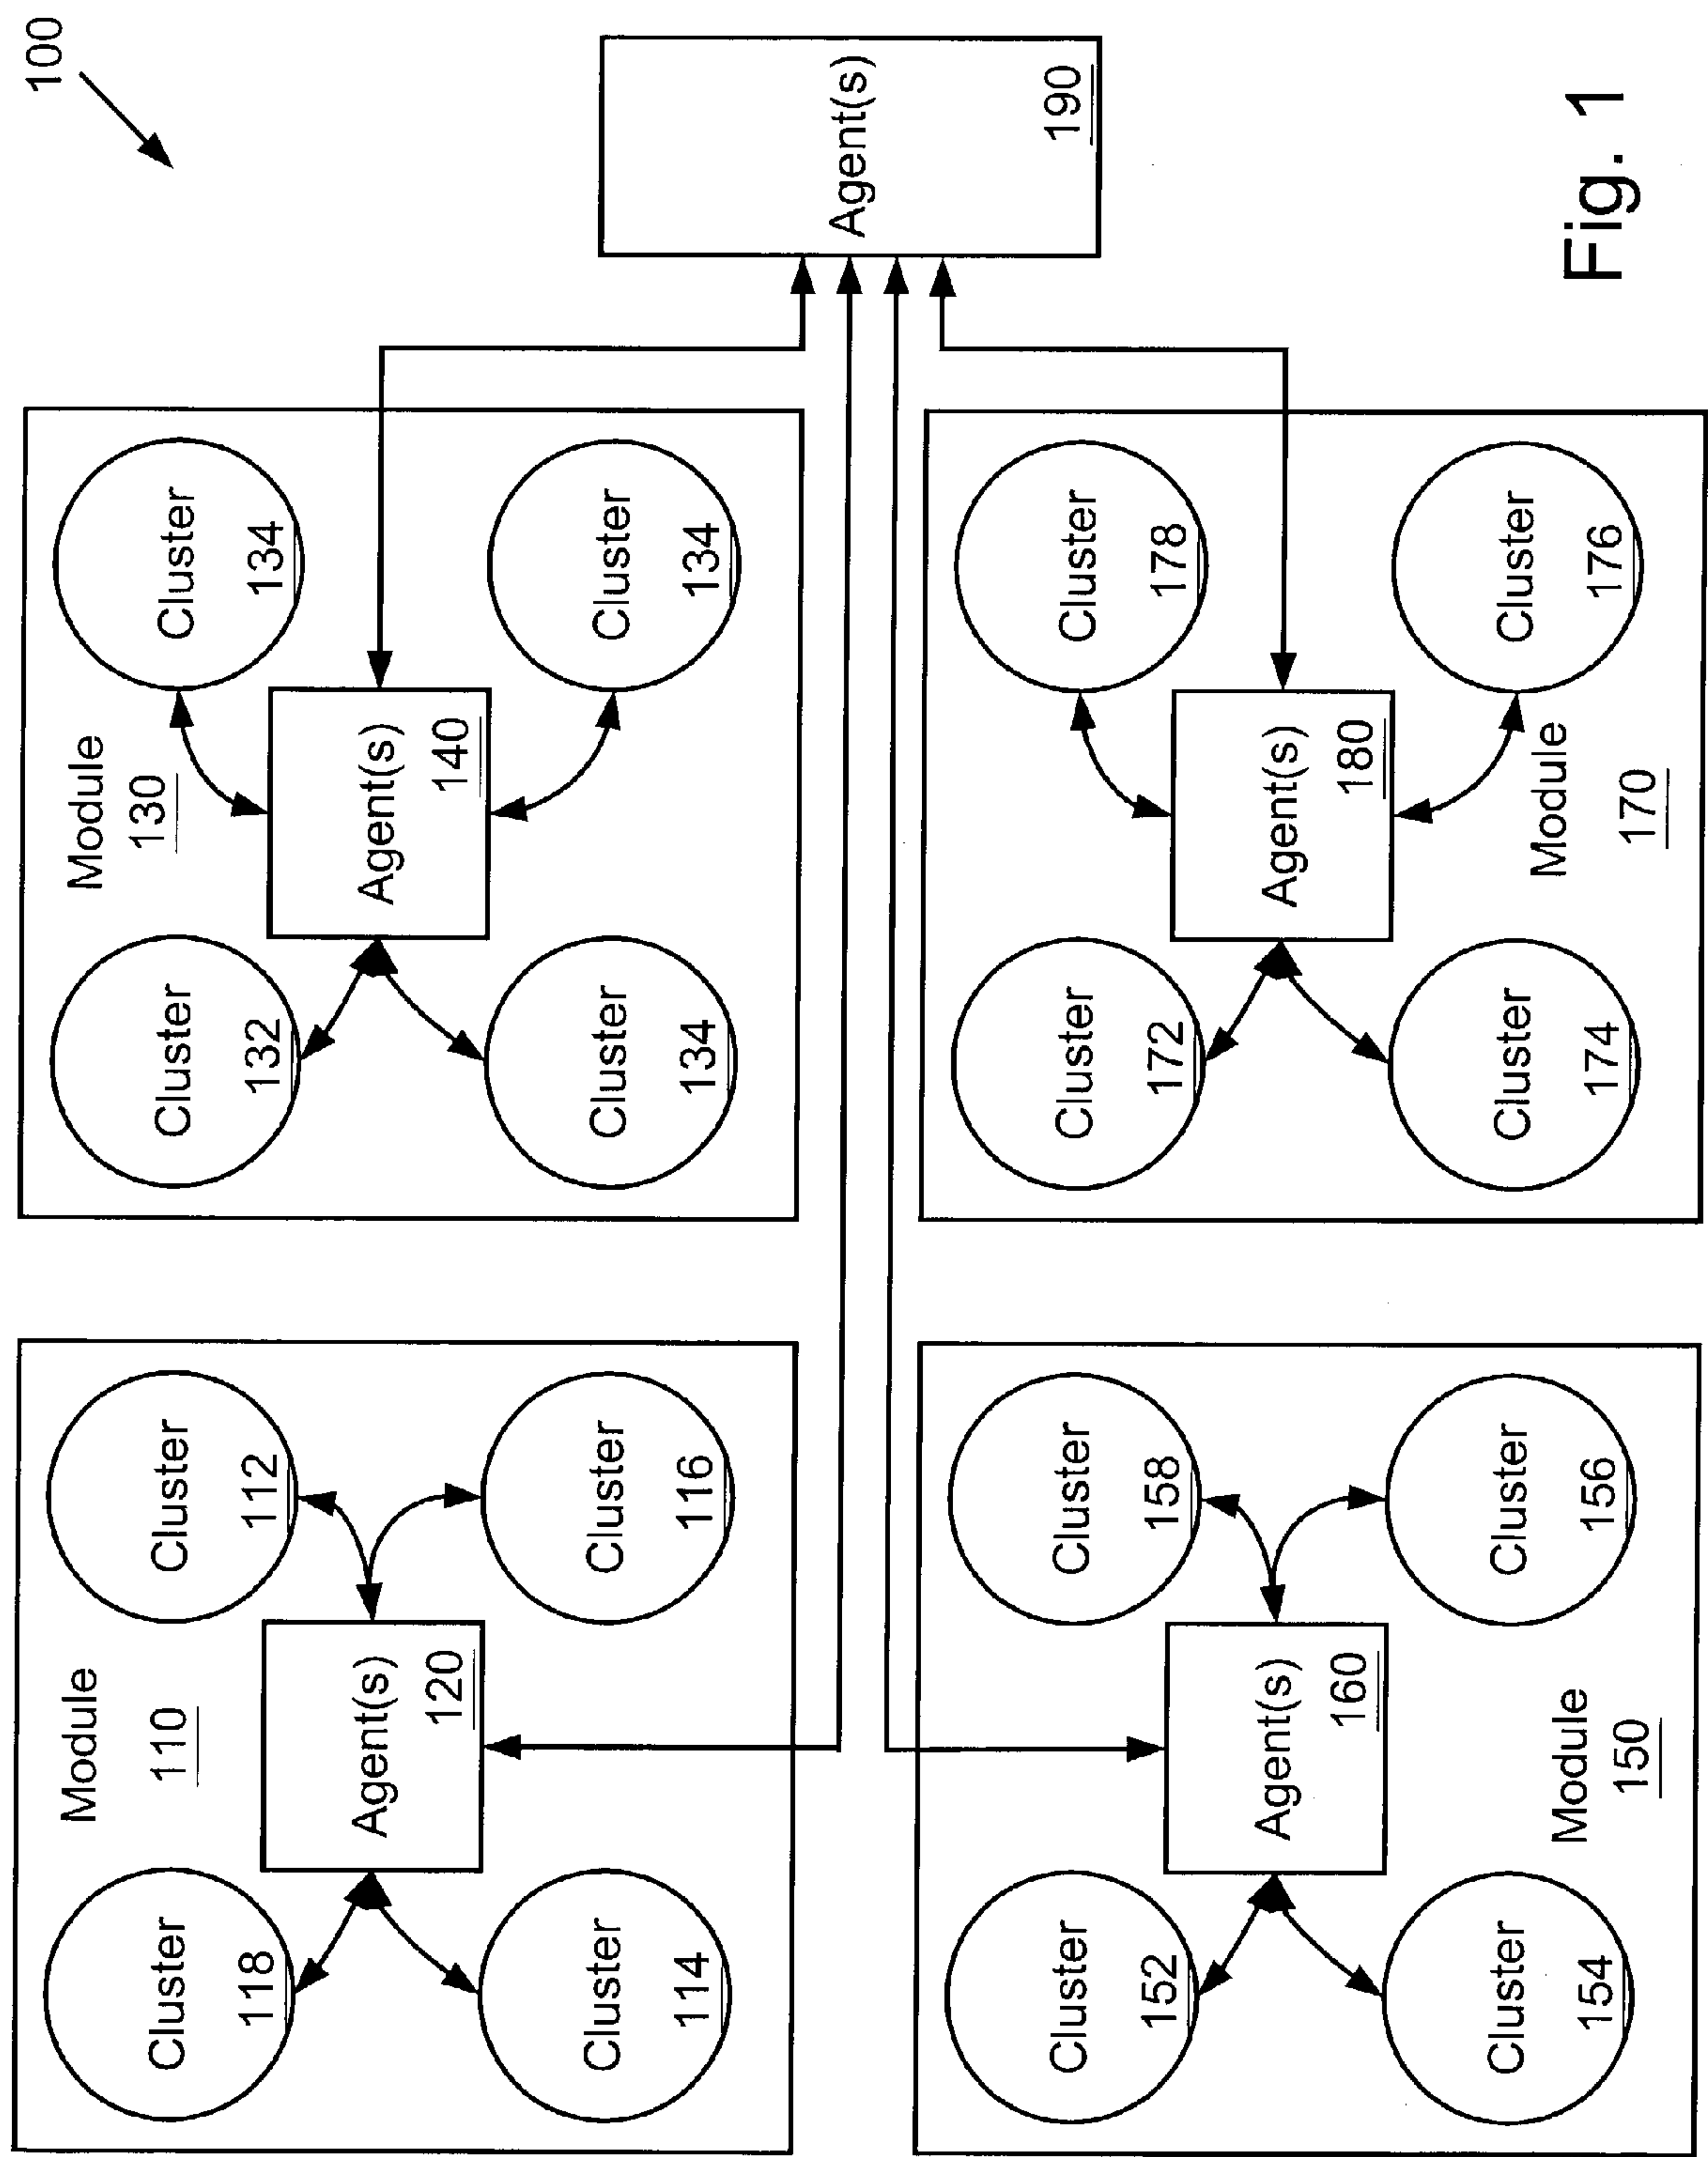 100
Module
110
Cluster
118
Cluster
112
Agent(s)
120
Cluster
114
Cluster
116
Module
130
Cluster
132
Cluster
134
Agent(s)
140
Cluster
134
Cluster
134
Agent(s)
190
Cluster
152
Cluster
158
Agent(s)
160
Cluster
154
Cluster
156
Module
150
Cluster
172
Cluster
178
Agent(s)
180
Cluster
174
Cluster
176
Module
170
Fig. 1